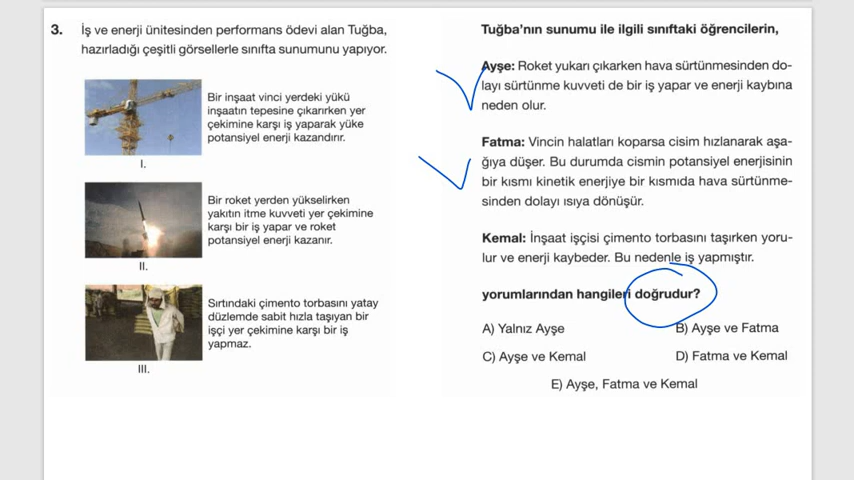 3. İş ve enerji ünitesinden performans ödevi alan Tuğba,
hazırladığı çeşitli görsellerle sınıfta sunumunu yapıyor.
Bir inşaat vinci yerdeki yükü
inşaatın tepesine çıkarırken yer
çekimine karşı iş yaparak yüke
potansiyel enerji kazandırır.
I.
Bir roket yerden yükselirken
yakıtın itme kuvveti yer çekimine
karşı bir iş yapar ve roket
potansiyel enerji kazanır.
II.
Sırtındaki çimento torbasını yatay
düzlemde sabit hızla taşıyan bir
işçi yer çekimine karşı bir iş
yapmaz.
III.
Tuğba'nın sunumu ile ilgili sınıftaki öğrencilerin,
Ayşe: Roket yukarı çıkarken hava sürtünmesinden do-
layı sürtünme kuvveti de bir iş yapar ve enerji kaybına
neden olur.
Fatma: Vincin halatları koparsa cisim hızlanarak aşa-
ğıya düşer. Bu durumda cismin potansiyel enerjisinin
bir kısmı kinetik enerjiye bir kısmıda hava sürtünme-
sinden dolayı ısıya dönüşür.
Kemal: İnşaat işçisi çimento torbasını taşırken yoru-
lur ve enerji kaybeder. Bu nedenle iş yapmıştır.
yorumlarından hangileri doğrudur?
A) Yalnız Ayşe B) Ayşe ve Fatma
C) Ayşe ve Kemal D) Fatma ve Kemal
E) Ayşe, Fatma ve Kemal